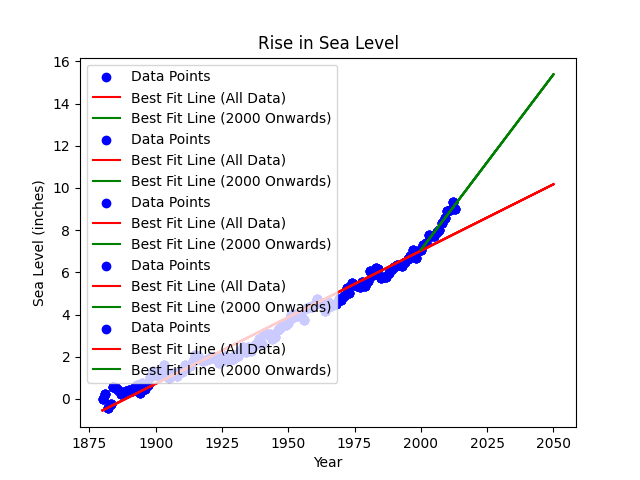 Rise in Sea Level
16
14
12
10
8
6
4
2
0
Sea Level (inches)
Data Points
Best Fit Line (All Data)
Best Fit Line (2000 Onwards)
Data Points
Best Fit Line (All Data)
Best Fit Line (2000 Onwards)
Data Points
Best Fit Line (All Data)
Best Fit Line (2000 Onwards)
Data Points
Best Fit Line (All Data)
Best Fit Line (2000 Onwards)
Data Points
Best Fit Line (All Data)
Best Fit Line (2000 Onwards)
1875 1900 1925 1950 1975 2000 2025 2050
Year